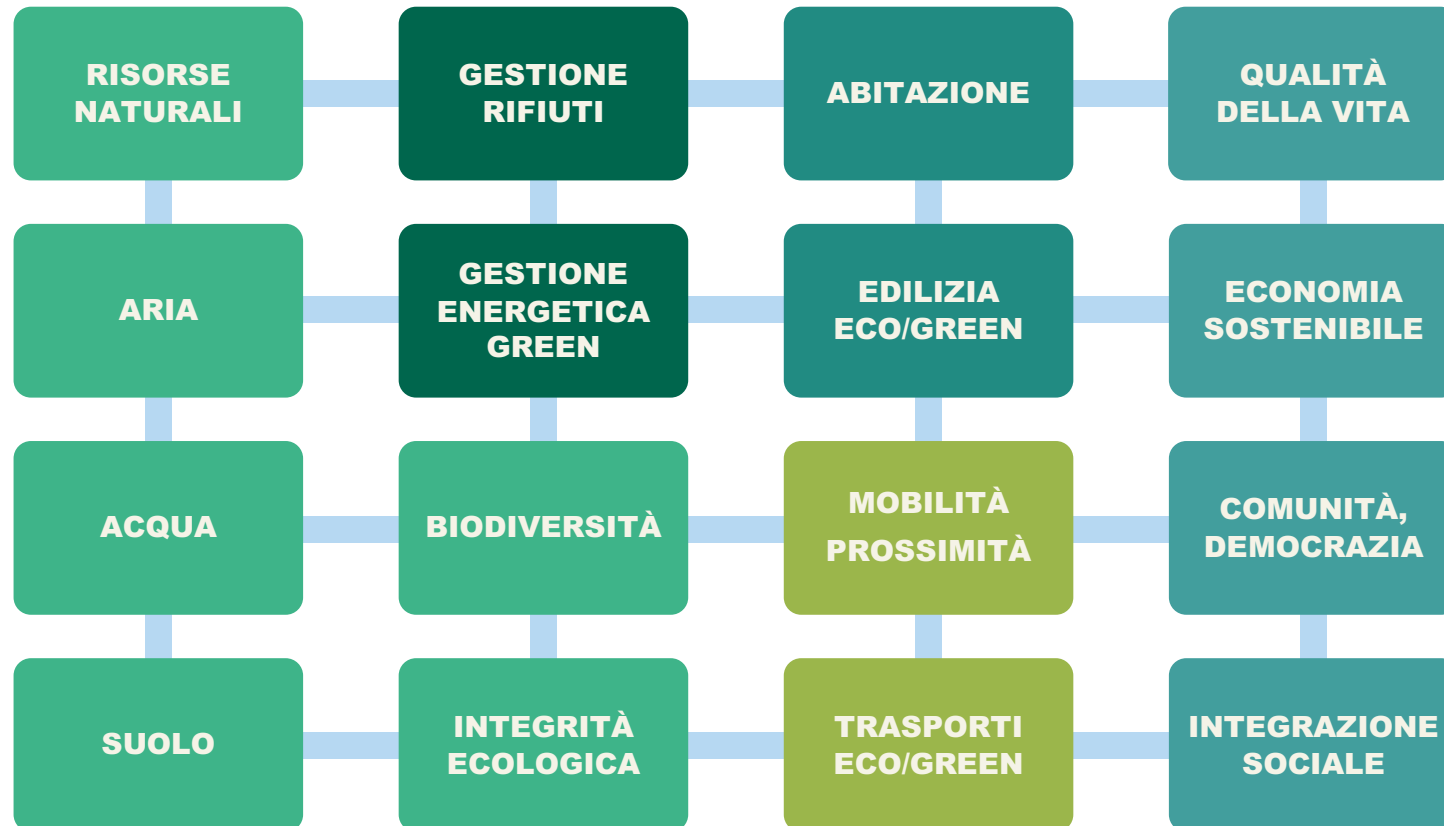 RISORSE
NATURALI
GESTIONE
RIFIUTI
ABITAZIONE
QUALITÀ
DELLA VITA
ARIA
GESTIONE
ENERGETICA
GREEN
EDILIZIA
ECO/GREEN
ECONOMIA
SOSTENIBILE
ACQUA
BIODIVERSITÀ
MOBILITÀ
PROSSIMITÀ
COMUNITÀ,
DEMOCRAZIA
SUOLO
INTEGRITÀ
ECOLOGICA
TRASPORTI
ECO/GREEN
INTEGRAZIONE
SOCIALE